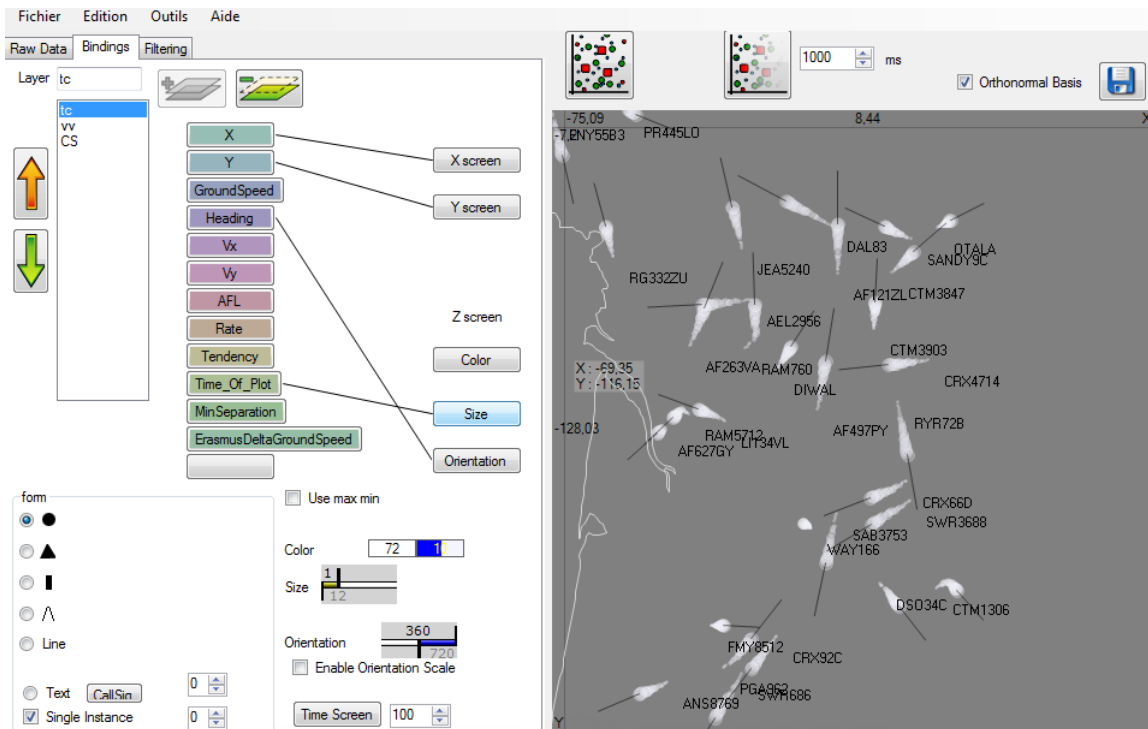 Fichier Edition Outils Aide
Raw Data Bindings Filtering
Layer tc
tc
vv
CS
X
Y
GroundSpeed
Heading
Vx
Vy
AFL
Rate
Tendency
Time_Of_Plot
MinSeparation
ErasmusDeltaGroundSpeed
X screen
Y screen
Z screen
Color
Size
Orientation
form
Line
Text CallSig 0
Single Instance 0
Use max min
Color 72
Size 1
12
Orientation 360
720
Enable Orientation Scale
Time Screen 100
1000 ms
Orthonormal Basis
-75,09 8,44 X
PR445LO
RG332ZU
JEA5240
DAL83
OTALA
SANDY9C
AF121ZL CTM3847
AEL2956
CTM3903
AF263VA RAM760
X : -69,35
Y : -116,15
CRX4714
DIWAL
-128,03
RYR72B
AF497PY
RAM5712 LIT34VL
AF627GY
CRX66D
SWR3688
SAB3753
WAY166
DSO34C CTM1306
FMY8512
CRX92C
PGA962
SWR686
ANS8769
Y